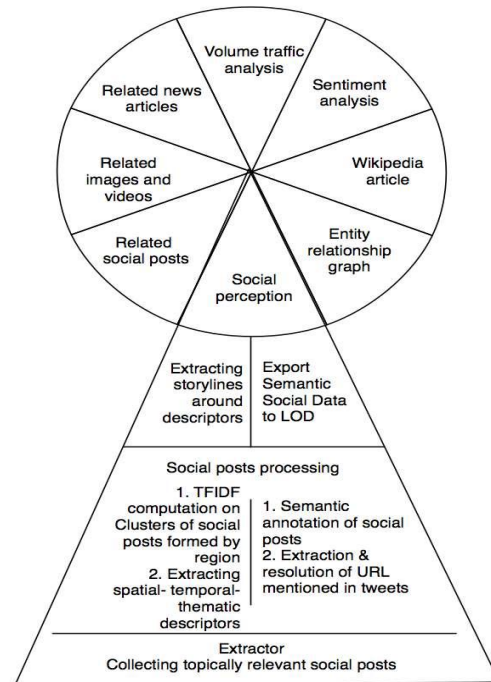 Volume traffic
analysis
Related news
articles
Sentiment
analysis
Related
images and
videos
Wikipedia
article
Related
social posts
Entity
relationship
graph
Social
perception
Extracting
storylines
around
descriptors
Export
Semantic
Social Data
to LOD
Social posts processing
1. TFIDF
computation on
Clusters of social
posts formed by
region
2. Extracting
spatial- temporal-
thematic
descriptors
1. Semantic
annotation of social
posts
2. Extraction &
resolution of URL
mentioned in tweets
Extractor
Collecting topically relevant social posts